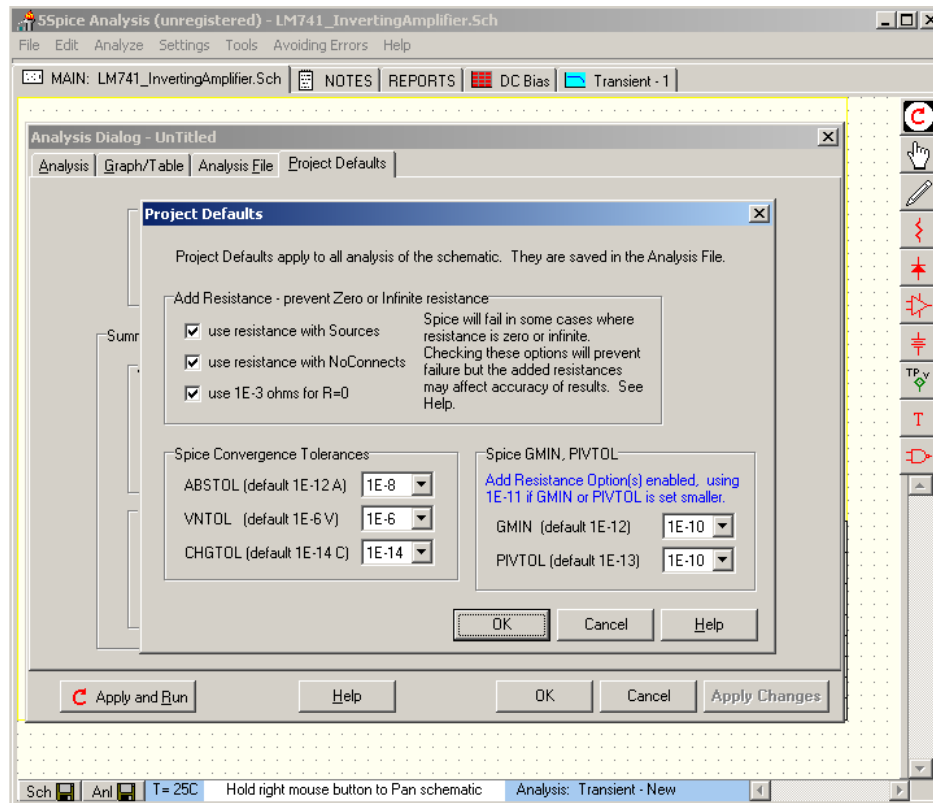 5Spice Analysis (unregistered) - LM741_InvertingAmplifier.Sch
File Edit Analyze Settings Tools Avoiding Errors Help
MAIN: LM741_InvertingAmplifier.Sch NOTES REPORTS DC Bias Transient - 1
Analysis Dialog - UnTitled
Analysis Graph/Table Analysis File Project Defaults
Project Defaults
Project Defaults apply to all analysis of the schematic. They are saved in the Analysis File.
Add Resistance - prevent Zero or Infinite resistance
use resistance with Sources
use resistance with NoConnects
use 1E-3 ohms for R=0
Spice will fail in some cases where
resistance is zero or infinite.
Checking these options will prevent
failure but the added resistances
may affect accuracy of results. See
Help.
Summ
Spice Convergence Tolerances
ABSTOL (default 1E-12 A) 1E-8
VNTOL (default 1E-6 V) 1E-6
CHGTOL (default 1E-14 C) 1E-14
Spice GMIN, PIVTOL
Add Resistance Option(s) enabled, using
1E-11 if GMIN or PIVTOL is set smaller.
GMIN (default 1E-12) 1E-10
PIVTOL (default 1E-13) 1E-10
OK Cancel Help
Apply and Run Help OK Cancel Apply Changes
TP v
T
Sch Anl T= 25C Hold right mouse button to Pan schematic Analysis: Transient - New